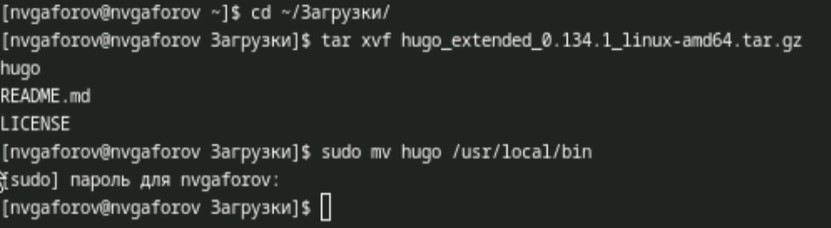 [nvgaforov@nvgaforov ~]$ cd ~/Загрузки/
[nvgaforov@nvgaforov Загрузки]$ tar xvf hugo_extended_0.134.1_linux-amd64.tar.gz
hugo
README.md
LICENSE
[nvgaforov@nvgaforov Загрузки]$ sudo mv hugo /usr/local/bin
[sudo] пароль для nvgaforov:
[nvgaforov@nvgaforov Загрузки]$